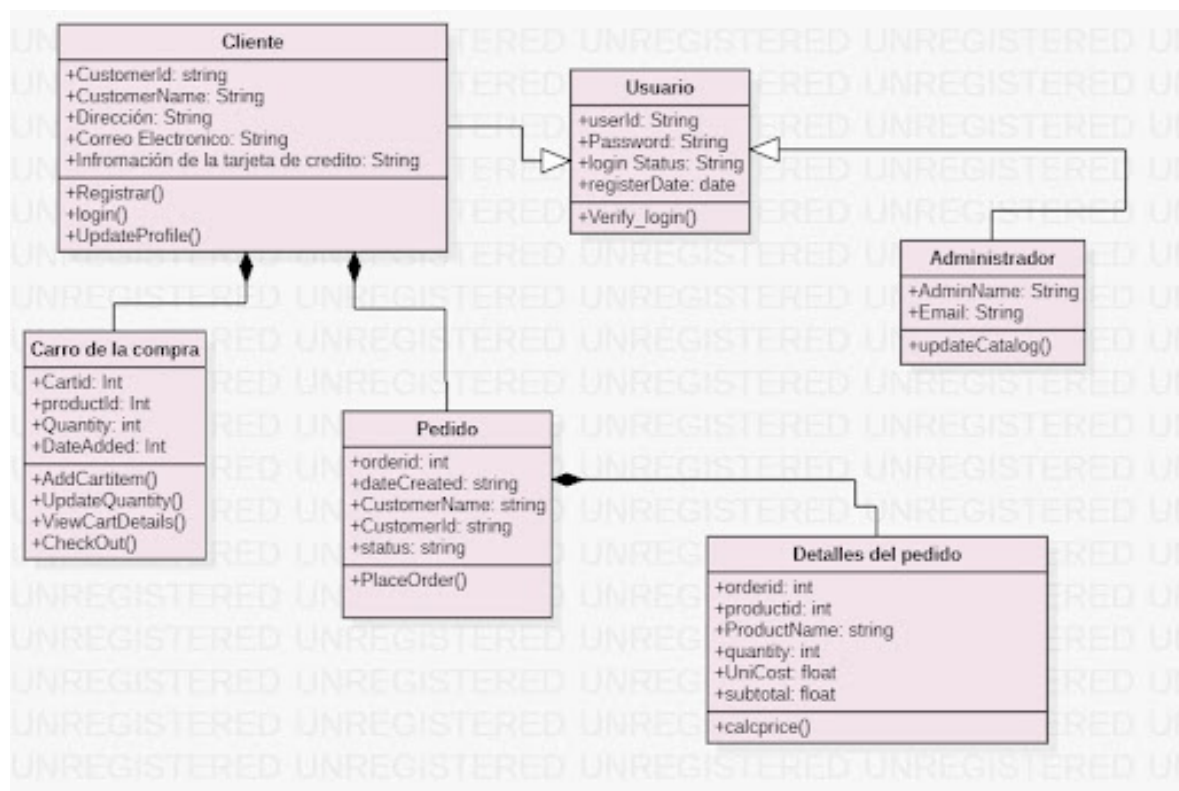 Cliente
+CustomerId: string
+CustomerName: String
+Dirección: String
+Correo Electronico: String
+Infromación de la tarjeta de credito: String
+Registrar()
+login()
+UpdateProfile()
Usuario
+userId: String
+Password: String
+login Status: String
+registerDate: date
+Verify_login()
Administrador
+AdminName: String
+Email: String
+updateCatalog()
Carro de la compra
+Cartid: Int
+productId: Int
+Quantity: int
+DateAdded: Int
+AddCartitem()
+UpdateQuantity()
+ViewCartDetails()
+CheckOut()
Pedido
+orderid: int
+dateCreated: string
+CustomerName: string
+CustomerId: string
+status: string
+PlaceOrder()
Detalles del pedido
+orderid: int
+productid: int
+ProductName: string
+quantity: int
+UniCost: float
+subtotal: float
+calcprice()
UNREGISTERED UNREGISTERED UNREGISTERED UNREGISTERED